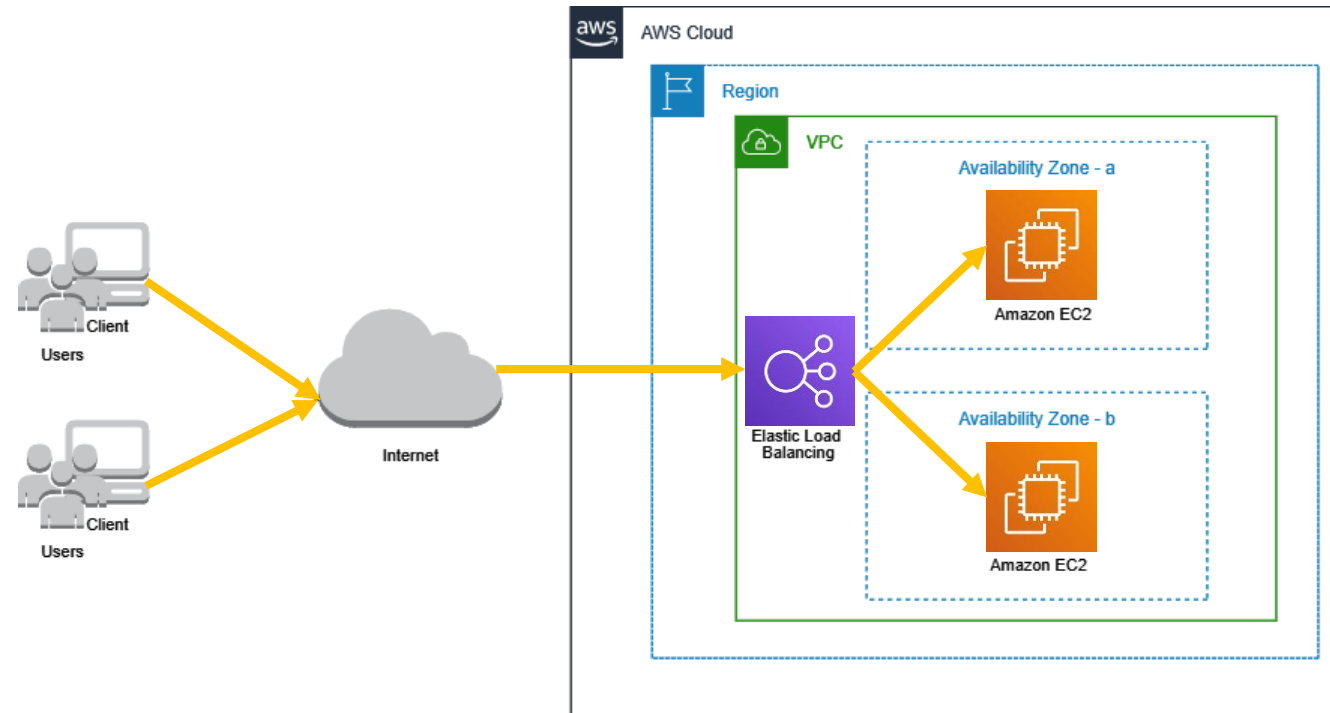 aws
AWS Cloud
Region
VPC
Availability Zone - a
Amazon EC2
Client
Users
Internet
Elastic Load
Balancing
Availability Zone - b
Amazon EC2
Client
Users